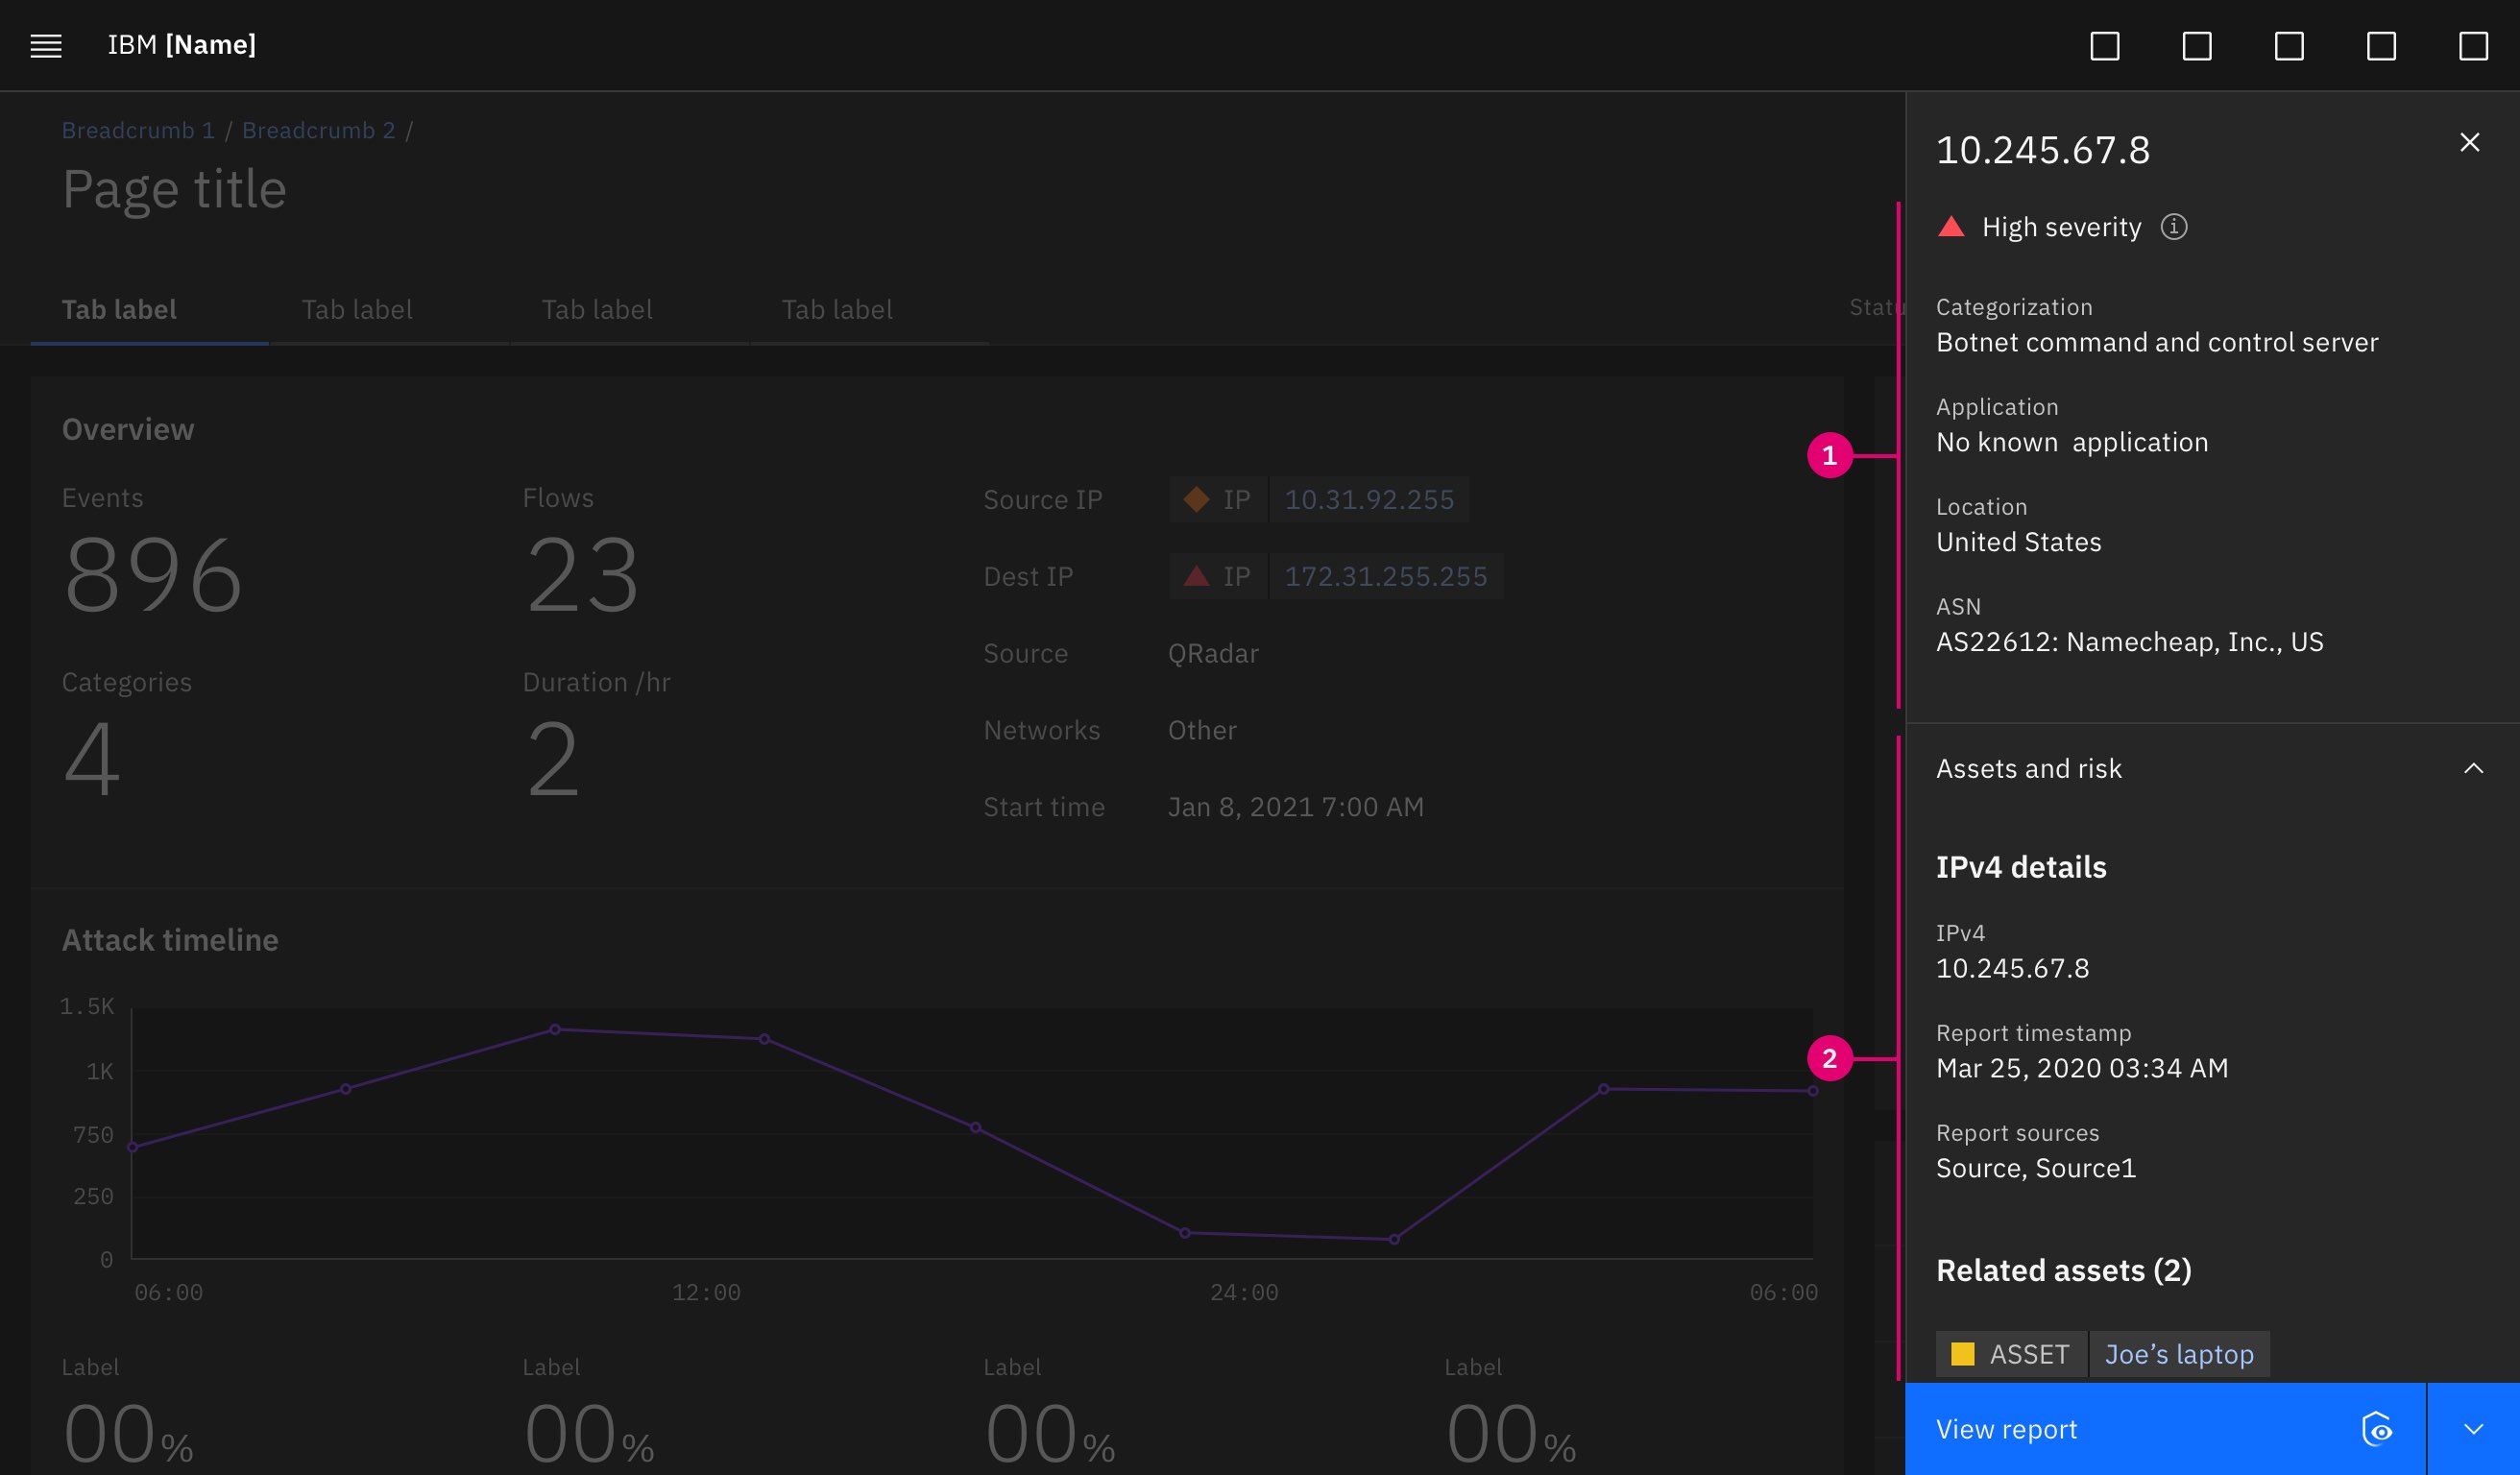 IBM [Name]
Breadcrumb 1 / Breadcrumb 2 /
Page title
Tab label
Tab label
Tab label
Tab label
Overview
Events
896
Flows
23
Categories
4
Duration /hr
2
Source IP
IP 10.31.92.255
Dest IP
IP 172.31.255.255
Source
QRadar
Networks
Other
Start time
Jan 8, 2021 7:00 AM
Attack timeline
1.5K
1K
750
250
0
06:00
12:00
24:00
06:00
Label
00%
Label
00%
Label
00%
Label
00%
1
2
10.245.67.8
High severity
Categorization
Botnet command and control server
Application
No known application
Location
United States
ASN
AS22612: Namecheap, Inc., US
Assets and risk
IPv4 details
IPv4
10.245.67.8
Report timestamp
Mar 25, 2020 03:34 AM
Report sources
Source, Source1
Related assets (2)
ASSET Joe’s laptop
View report